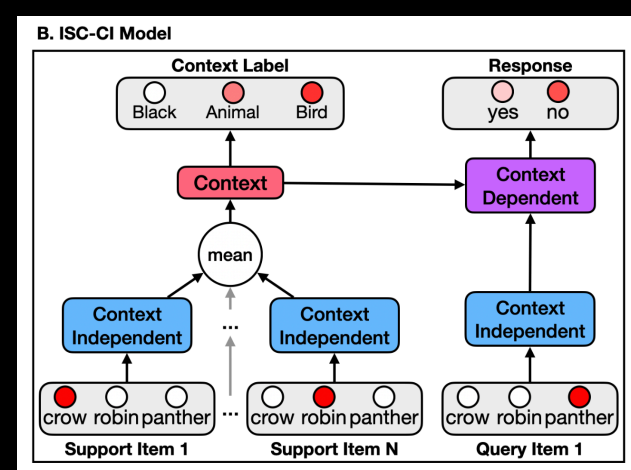 B. ISC-CI Model
Context Label
Response
Black Animal Bird
yes no
Context
Context
Dependent
mean
Context
Independent
...
Context
Independent
Context
Independent
crow robin panther
...
crow robin panther
crow robin panther
Support Item 1
Support Item N
Query Item 1